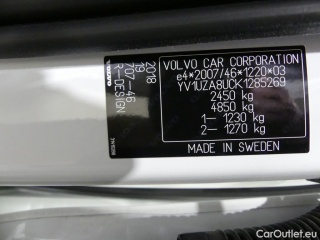 VOLVO CAR CORPORATION
e4*2007/46*1220*03
YV1UZA8UCK1285269
2450 kg
4850 kg
1— 1230 kg
2— 1270 kg
MADE IN SWEDEN
2018
19
707-46
R-DESIGN
VOLVO
© CarOutlet.eu